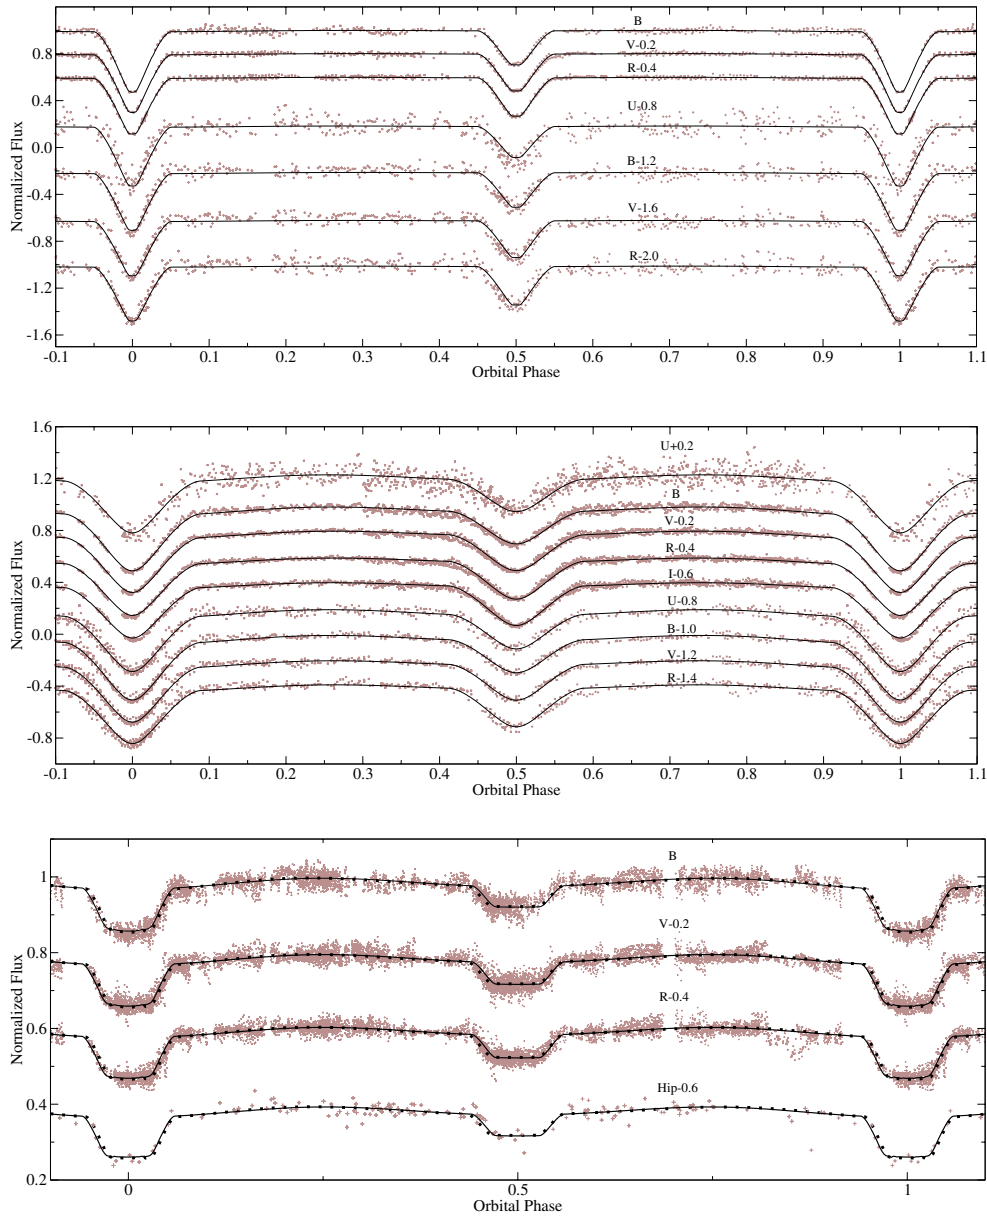 B
0.8
V-0.2
R-0.4
0.4
U-0.8
0.0
B-1.2
-0.4
V-1.6
-0.8
R-2.0
-1.2
-1.6
Normalized Flux
-0.1 0 0.1 0.2 0.3 0.4 0.5 0.6 0.7 0.8 0.9 1 1.1
Orbital Phase
1.6
U+0.2
1.2
B
0.8
V-0.2
R-0.4
0.4
I-0.6
U-0.8
0.0
B-1.0
V-1.2
-0.4
R-1.4
-0.8
Normalized Flux
-0.1 0 0.1 0.2 0.3 0.4 0.5 0.6 0.7 0.8 0.9 1 1.1
Orbital Phase
B
1
V-0.2
0.8
R-0.4
0.6
Hip-0.6
0.4
0.2
Normalized Flux
0 0.5 1
Orbital Phase